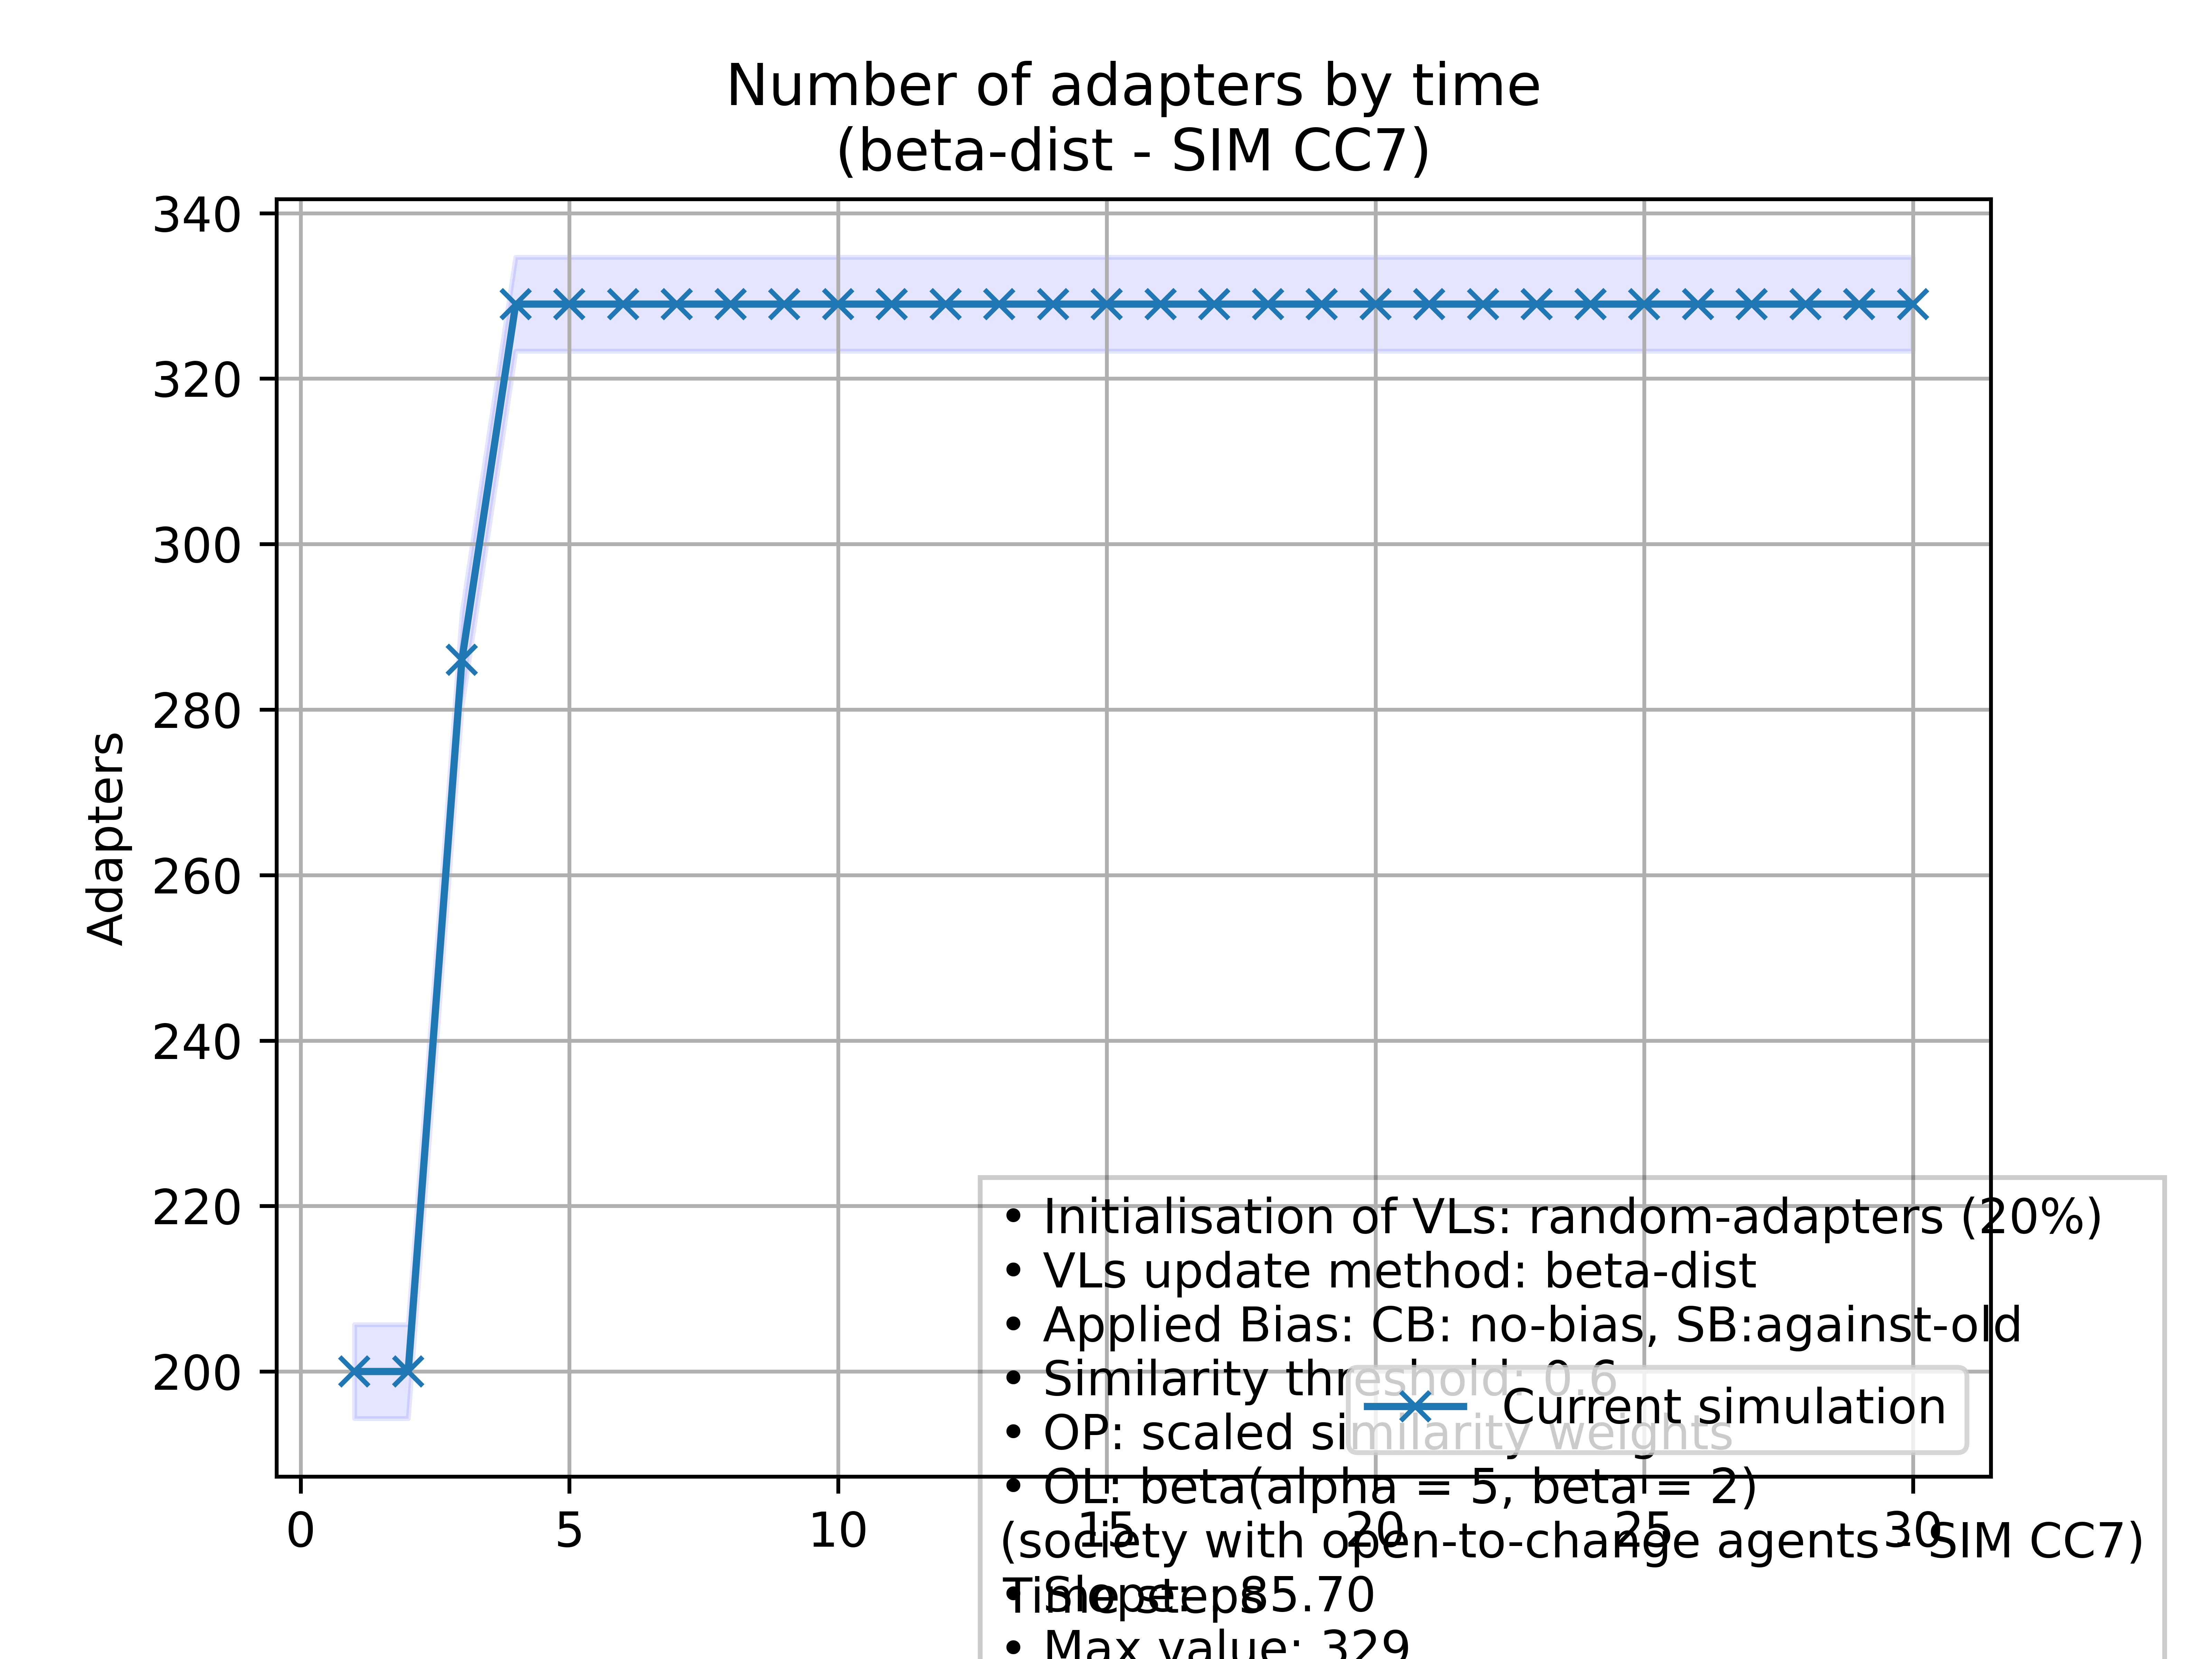 Number of adapters by time
(beta-dist - SIM CC7)
340
320
300
280
260
240
220
200
Adapters
• Initialisation of VLs: random-adapters (20%)
• VLs update method: beta-dist
• Applied Bias: CB: no-bias, SB:against-old
• Similarity threshold: 0.6
• OP: scaled similarity weights
Current simulation
• OL: beta(alpha = 5, beta = 2)
0 5 10 15 20 25 30
(society with open-to-change agents - SIM CC7)
• Slope: 85.70
Time steps
• Max value: 329